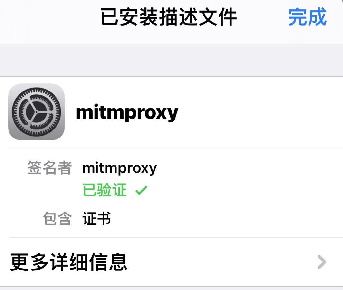 已安装描述文件 完成
mitmproxy
签名者 mitmproxy
已验证 ✓
包含 证书
更多详细信息